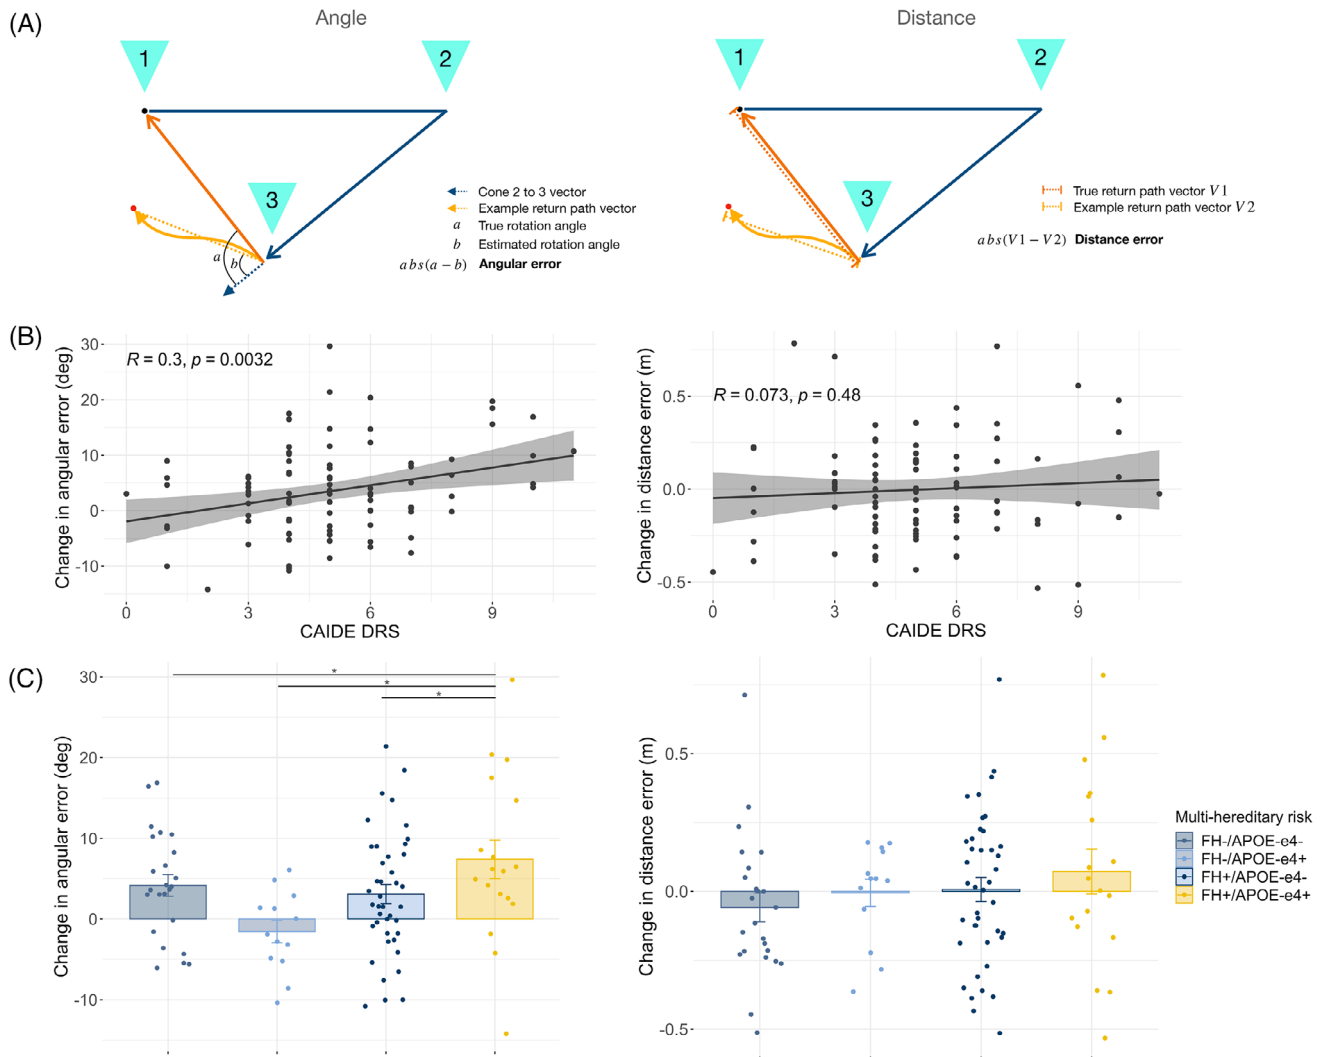 (A)
Angle
Distance
1
2
3
Cone 2 to 3 vector
Example return path vector
a True rotation angle
b Estimated rotation angle
abs(a − b) Angular error
a
b
1
2
3
True return path vector V1
Example return path vector V2
abs(V1 − V2) Distance error
(B)
Change in angular error (deg)
30
20
10
0
-10
R = 0.3, p = 0.0032
0 3 6 9
CAIDE DRS
Change in distance error (m)
0.5
0.0
-0.5
R = 0.073, p = 0.48
0 3 6 9
CAIDE DRS
(C)
Change in angular error (deg)
30
20
10
0
-10
*
*
*
Change in distance error (m)
0.5
0.0
-0.5
Multi-hereditary risk
FH-/APOE-e4-
FH-/APOE-e4+
FH+/APOE-e4-
FH+/APOE-e4+